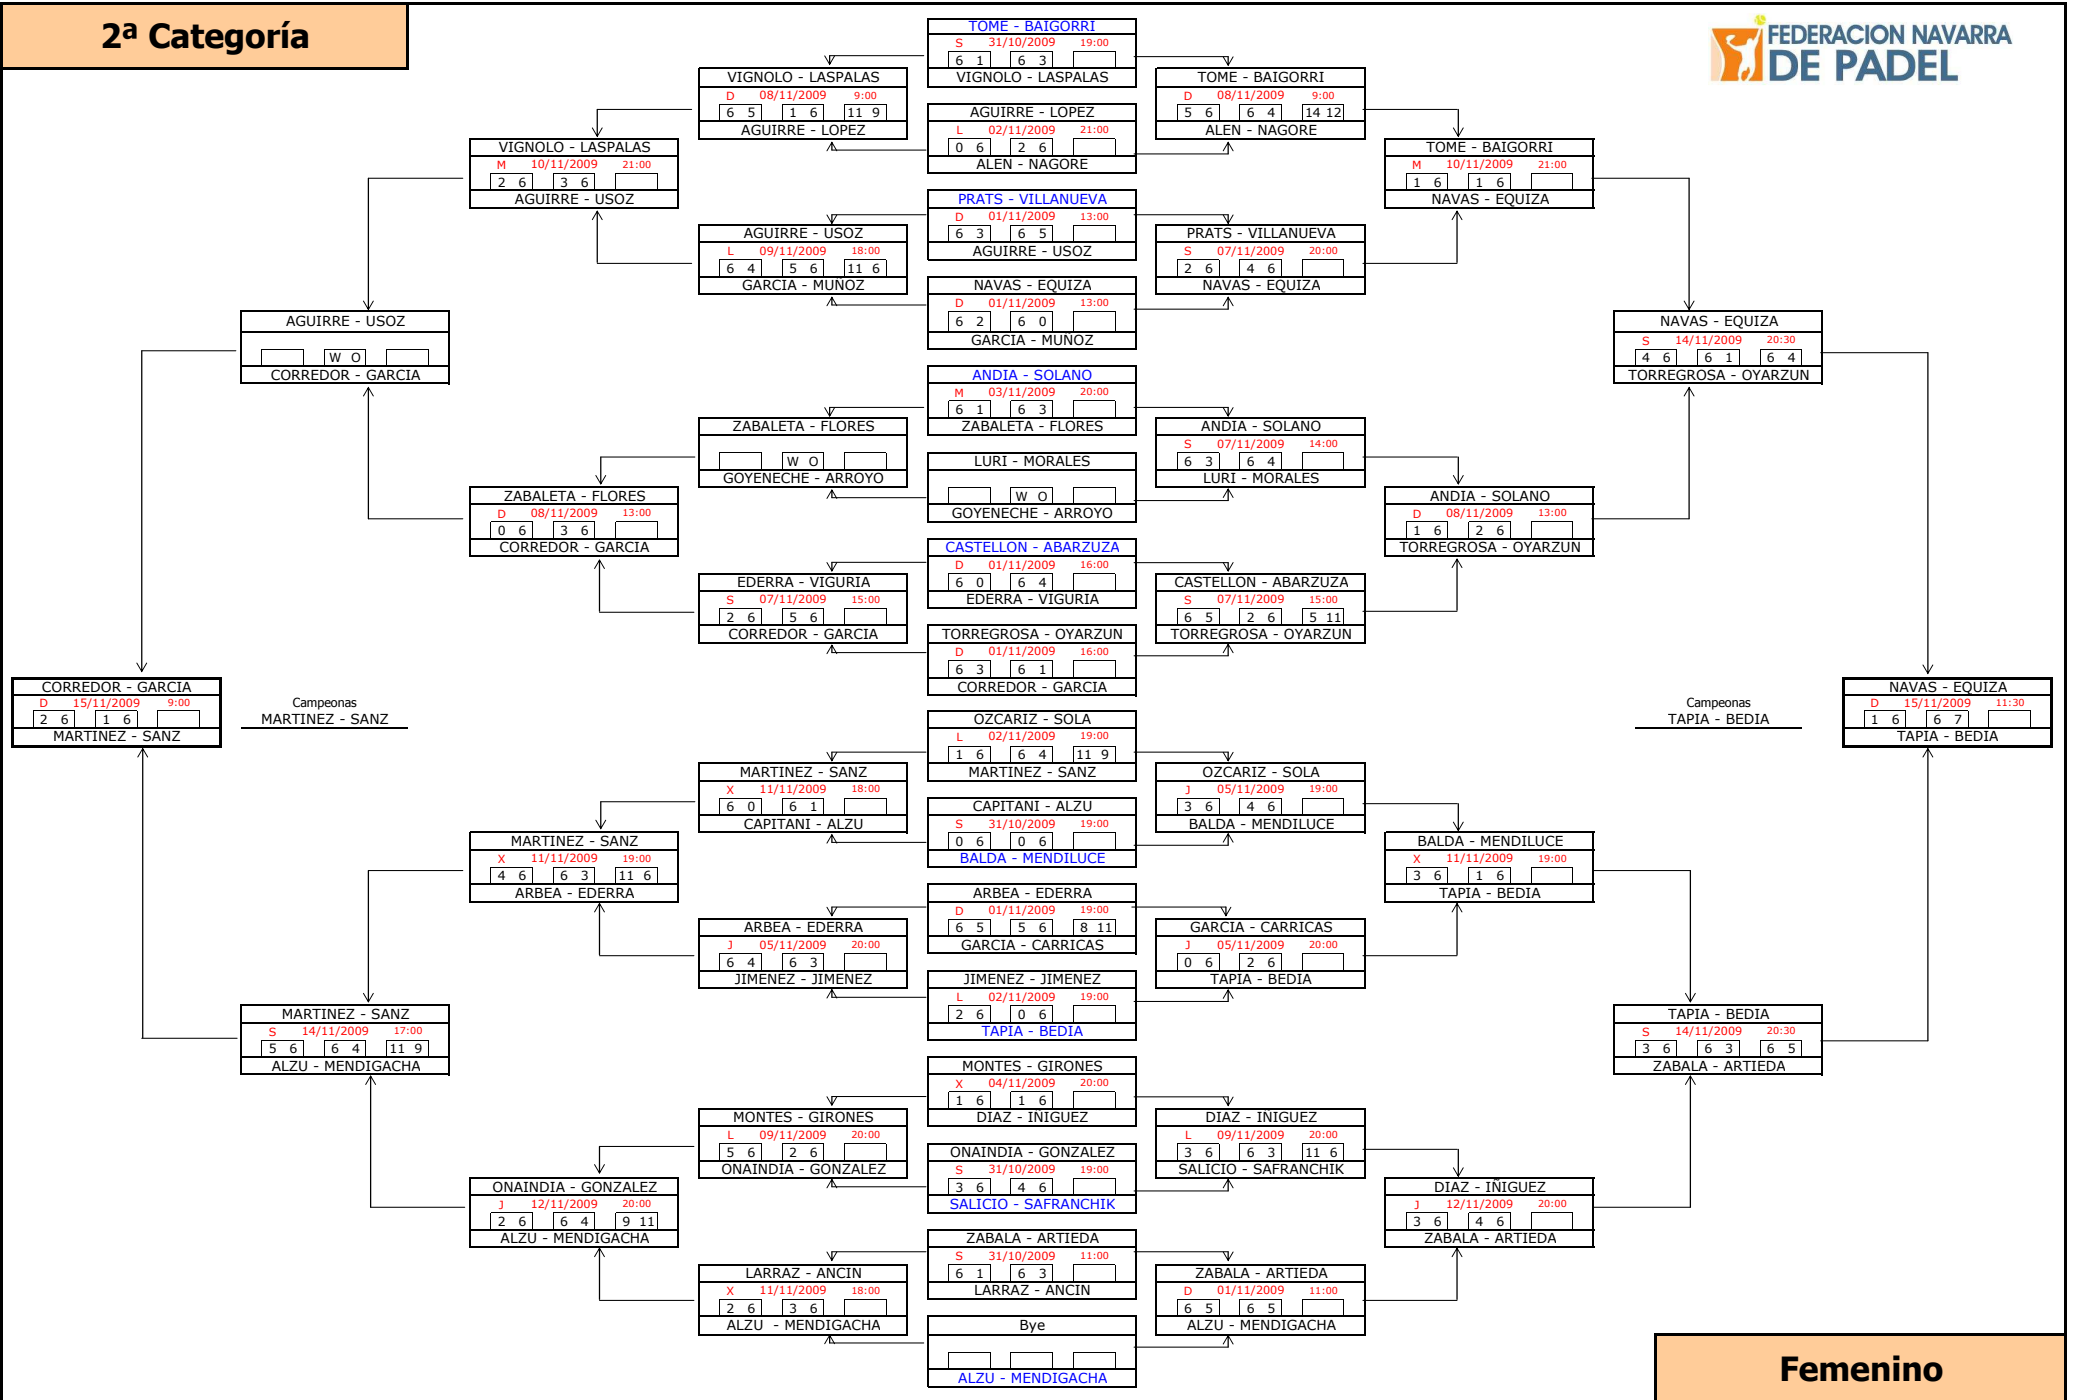 2ª Categoría
FEDERACION NAVARRA
DE PADEL
TOME - BAIGORRI
S 31/10/2009 19:00
6 1 6 3
VIGNOLO - LASPALAS
AGUIRRE - LOPEZ
L 02/11/2009 21:00
0 6 2 6
ALEN - NAGORE
PRATS - VILLANUEVA
D 01/11/2009 13:00
6 3 6 5
AGUIRRE - USOZ
NAVAS - EQUIZA
D 01/11/2009 13:00
6 2 6 0
GARCIA - MUÑOZ
ANDIA - SOLANO
M 03/11/2009 20:00
6 1 6 3
ZABALETA - FLORES
LURI - MORALES
W O
GOYENECHE - ARROYO
CASTELLON - ABARZUZA
D 01/11/2009 16:00
6 0 6 4
EDERRA - VIGURIA
TORREGROSA - OYARZUN
D 01/11/2009 16:00
6 3 6 1
CORREDOR - GARCIA
OZCARIZ - SOLA
L 02/11/2009 19:00
1 6 6 4 11 9
MARTINEZ - SANZ
CAPITANI - ALZU
S 31/10/2009 19:00
0 6 0 6
BALDA - MENDILUCE
ARBEA - EDERRA
D 01/11/2009 19:00
6 5 5 6 8 11
GARCIA - CARRICAS
JIMENEZ - JIMENEZ
L 02/11/2009 19:00
2 6 0 6
TAPIA - BEDIA
MONTES - GIRONES
X 04/11/2009 20:00
1 6 1 6
DIAZ - IÑIGUEZ
ONAINDIA - GONZALEZ
S 31/10/2009 19:00
3 6 4 6
SALICIO - SAFRANCHIK
ZABALA - ARTIEDA
S 31/10/2009 11:00
6 1 6 3
LARRAZ - ANCIN
Bye
ALZU - MENDIGACHA
VIGNOLO - LASPALAS
D 08/11/2009 9:00
6 5 1 6 11 9
AGUIRRE - LOPEZ
AGUIRRE - USOZ
L 09/11/2009 18:00
6 4 5 6 11 6
GARCIA - MUÑOZ
ZABALETA - FLORES
W O
GOYENECHE - ARROYO
EDERRA - VIGURIA
S 07/11/2009 15:00
2 6 5 6
CORREDOR - GARCIA
MARTINEZ - SANZ
X 11/11/2009 18:00
6 0 6 1
CAPITANI - ALZU
ARBEA - EDERRA
J 05/11/2009 20:00
6 4 6 3
JIMENEZ - JIMENEZ
MONTES - GIRONES
L 09/11/2009 20:00
5 6 2 6
ONAINDIA - GONZALEZ
LARRAZ - ANCIN
X 11/11/2009 18:00
2 6 3 6
ALZU - MENDIGACHA
VIGNOLO - LASPALAS
M 10/11/2009 21:00
2 6 3 6
AGUIRRE - USOZ
ZABALETA - FLORES
D 08/11/2009 13:00
0 6 3 6
CORREDOR - GARCIA
MARTINEZ - SANZ
X 11/11/2009 19:00
4 6 6 3 11 6
ARBEA - EDERRA
ONAINDIA - GONZALEZ
J 12/11/2009 20:00
2 6 6 4 9 11
ALZU - MENDIGACHA
AGUIRRE - USOZ
W O
CORREDOR - GARCIA
MARTINEZ - SANZ
S 14/11/2009 17:00
5 6 6 4 11 9
ALZU - MENDIGACHA
CORREDOR - GARCIA
D 15/11/2009 9:00
2 6 1 6
MARTINEZ - SANZ
Campeonas
MARTINEZ - SANZ
TOME - BAIGORRI
D 08/11/2009 9:00
5 6 6 4 14 12
ALEN - NAGORE
PRATS - VILLANUEVA
S 07/11/2009 20:00
2 6 4 6
NAVAS - EQUIZA
ANDIA - SOLANO
S 07/11/2009 14:00
6 3 6 4
LURI - MORALES
CASTELLON - ABARZUZA
S 07/11/2009 15:00
6 5 2 6 5 11
TORREGROSA - OYARZUN
OZCARIZ - SOLA
J 05/11/2009 19:00
3 6 4 6
BALDA - MENDILUCE
GARCIA - CARRICAS
J 05/11/2009 20:00
0 6 2 6
TAPIA - BEDIA
DIAZ - IÑIGUEZ
L 09/11/2009 20:00
3 6 6 3 11 6
SALICIO - SAFRANCHIK
ZABALA - ARTIEDA
D 01/11/2009 11:00
6 5 6 5
ALZU - MENDIGACHA
TOME - BAIGORRI
M 10/11/2009 21:00
1 6 1 6
NAVAS - EQUIZA
ANDIA - SOLANO
D 08/11/2009 13:00
1 6 2 6
TORREGROSA - OYARZUN
BALDA - MENDILUCE
X 11/11/2009 19:00
3 6 1 6
TAPIA - BEDIA
DIAZ - IÑIGUEZ
J 12/11/2009 20:00
3 6 4 6
ZABALA - ARTIEDA
NAVAS - EQUIZA
S 14/11/2009 20:30
4 6 6 1 6 4
TORREGROSA - OYARZUN
TAPIA - BEDIA
S 14/11/2009 20:30
3 6 6 3 6 5
ZABALA - ARTIEDA
Campeonas
TAPIA - BEDIA
NAVAS - EQUIZA
D 15/11/2009 11:30
1 6 6 7
TAPIA - BEDIA
Femenino